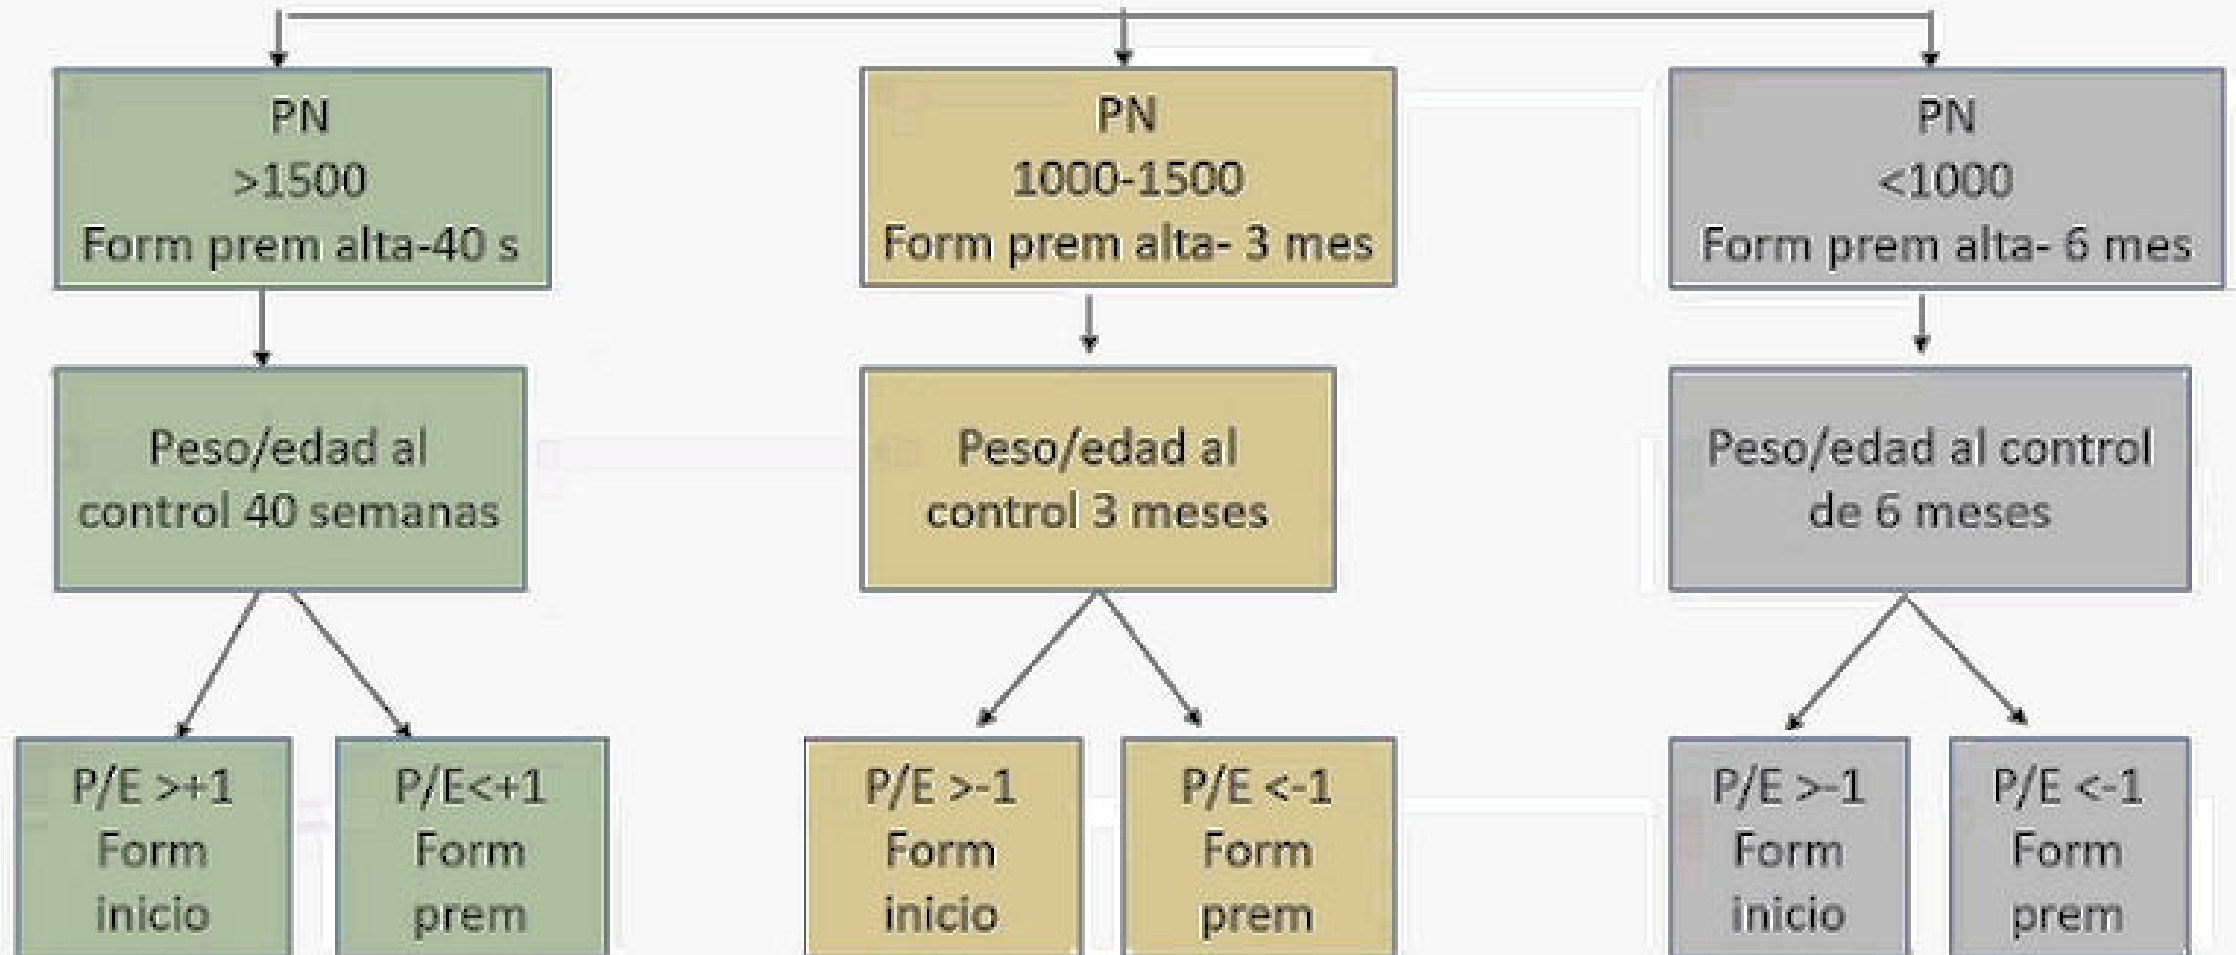 PN
>1500
Form prem alta-40 s
PN
1000-1500
Form prem alta- 3 mes
PN
<1000
Form prem alta- 6 mes
Peso/edad al
control 40 semanas
Peso/edad al
control 3 meses
Peso/edad al control
de 6 meses
P/E >+1
Form
inicio
P/E<+1
Form
prem
P/E >-1
Form
inicio
P/E <-1
Form
prem
P/E >-1
Form
inicio
P/E <-1
Form
prem